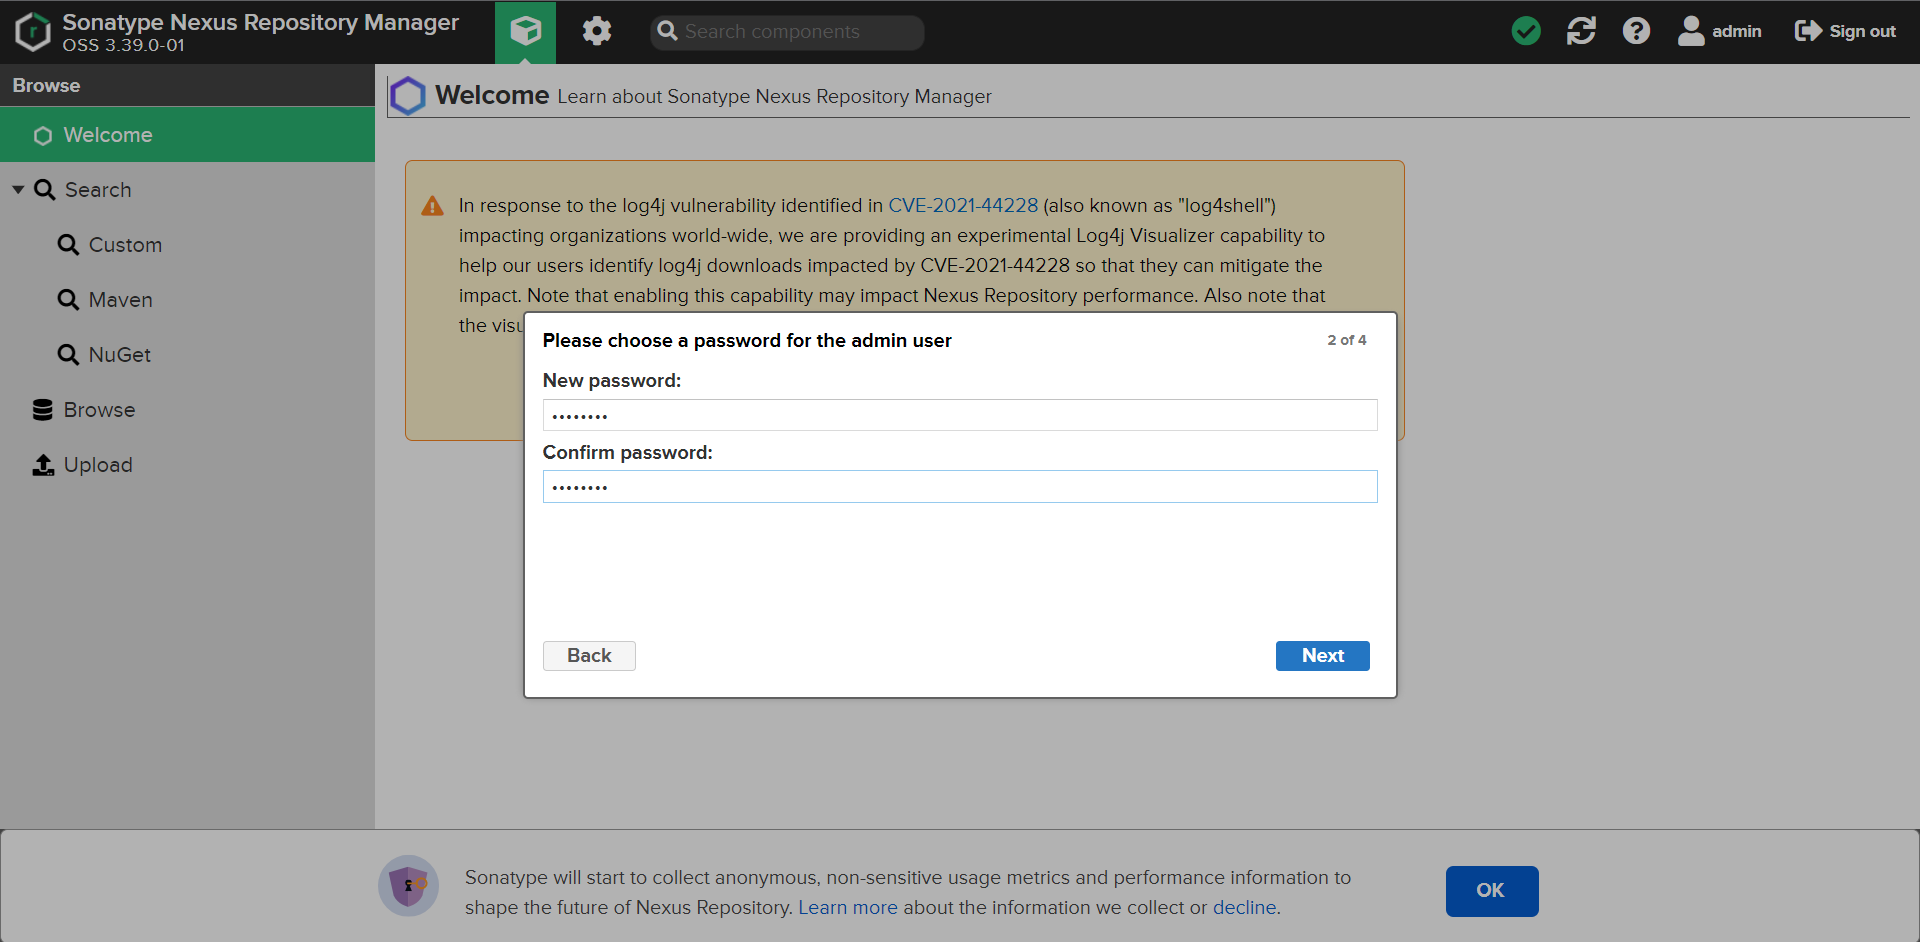 Sonatype Nexus Repository Manager
OSS 3.39.0-01
Search components
admin
Sign out
Browse
Welcome
Search
Custom
Maven
NuGet
Browse
Upload
Welcome Learn about Sonatype Nexus Repository Manager
In response to the log4j vulnerability identified in CVE-2021-44228 (also known as "log4shell")
impacting organizations world-wide, we are providing an experimental Log4j Visualizer capability to
help our users identify log4j downloads impacted by CVE-2021-44228 so that they can mitigate the
impact. Note that enabling this capability may impact Nexus Repository performance. Also note that
the visu
Please choose a password for the admin user
2 of 4
New password:
••••••••
Confirm password:
••••••••
Back
Next
Sonatype will start to collect anonymous, non-sensitive usage metrics and performance information to
shape the future of Nexus Repository. Learn more about the information we collect or decline.
OK